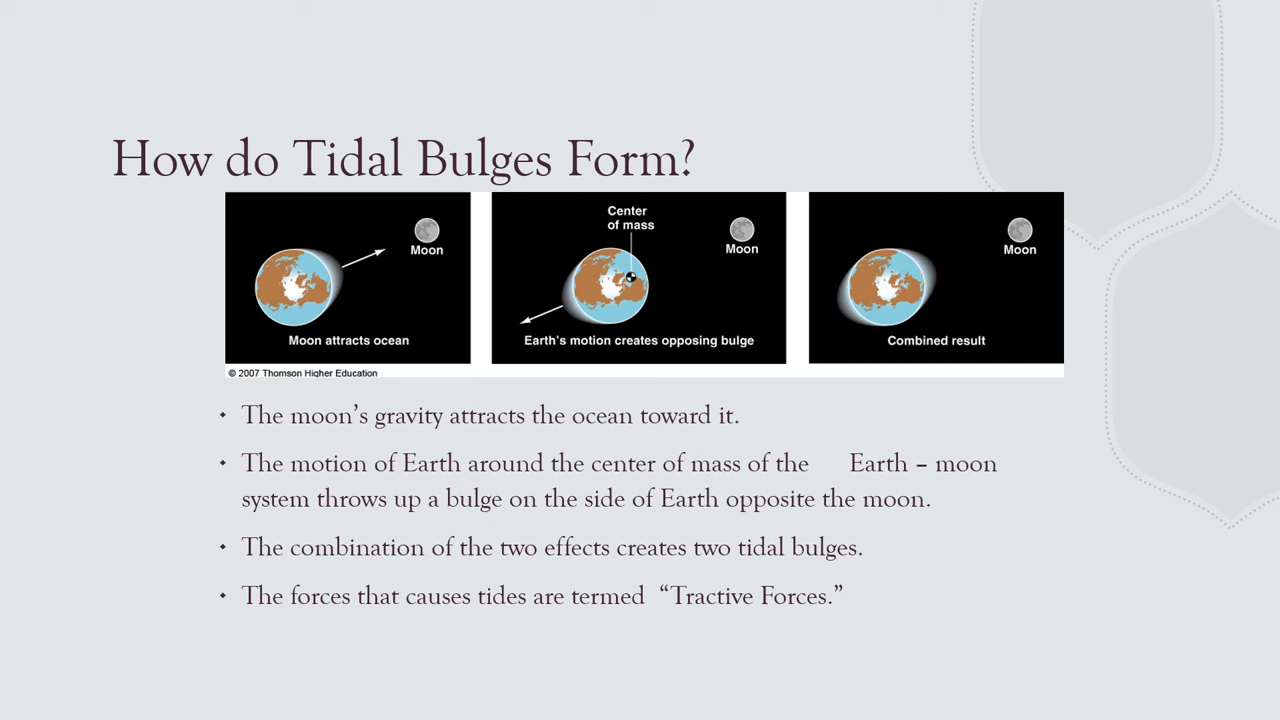 How do Tidal Bulges Form?
Moon
Moon attracts ocean
Center
of mass
Moon
Earth's motion creates opposing bulge
Moon
Combined result
© 2007 Thomson Higher Education
• The moon's gravity attracts the ocean toward it.
• The motion of Earth around the center of mass of the Earth – moon
system throws up a bulge on the side of Earth opposite the moon.
• The combination of the two effects creates two tidal bulges.
• The forces that causes tides are termed “Tractive Forces.”